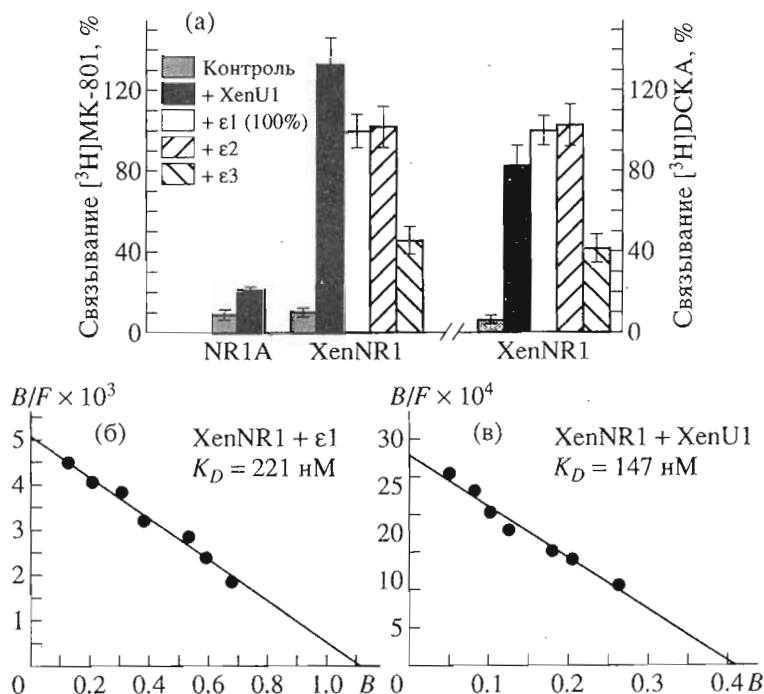 (а)
Связывание [³H]MK-801, %
Связывание [³H]DCKA, %
Контроль
+ XenU1
+ ε1 (100%)
+ ε2
+ ε3
120
80
40
0
120
80
40
0
NR1A XenNR1 XenNR1
B/F × 10³
(б)
XenNR1 + ε1
K_D = 221 нМ
5
4
3
2
1
0 0.2 0.4 0.6 0.8 1.0 B
B/F × 10⁴
(в)
XenNR1 + XenU1
K_D = 147 нМ
30
25
20
10
5
0 0.1 0.2 0.3 0.4 B